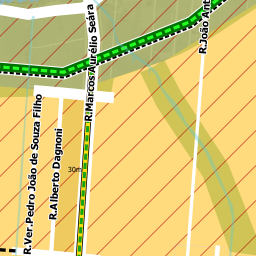 R.Ver.Pedro João de Souza Filho
R.Alberto Dagnoni
R.Marcos Aurélio Seára
R.João Ant
30m